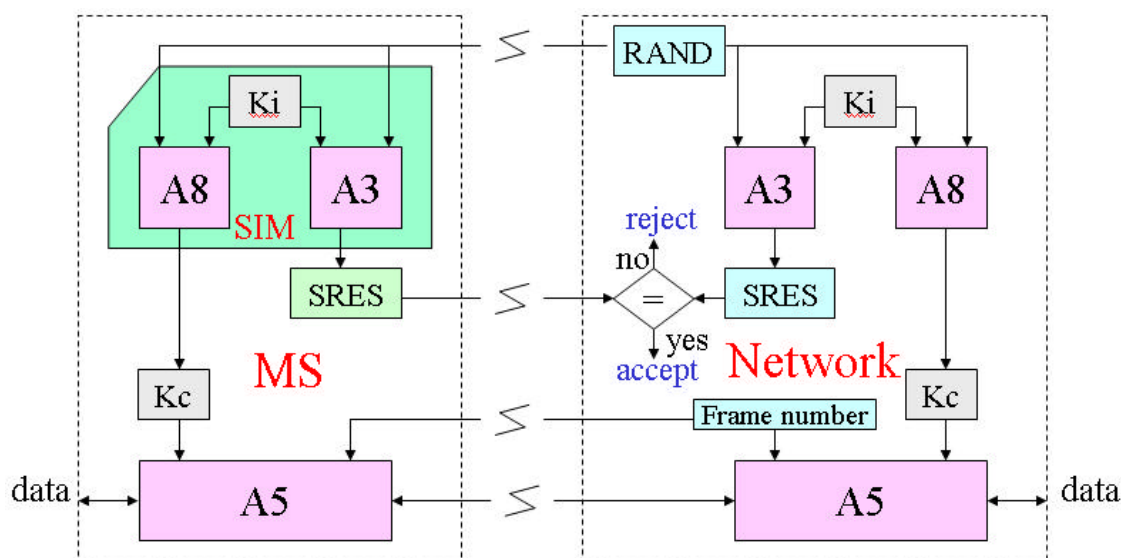 RAND
Ki
Ki
A8
A3
A3
A8
SIM
reject
no
SRES
=
SRES
yes
MS
accept
Network
Kc
Kc
Frame number
data
A5
A5
data